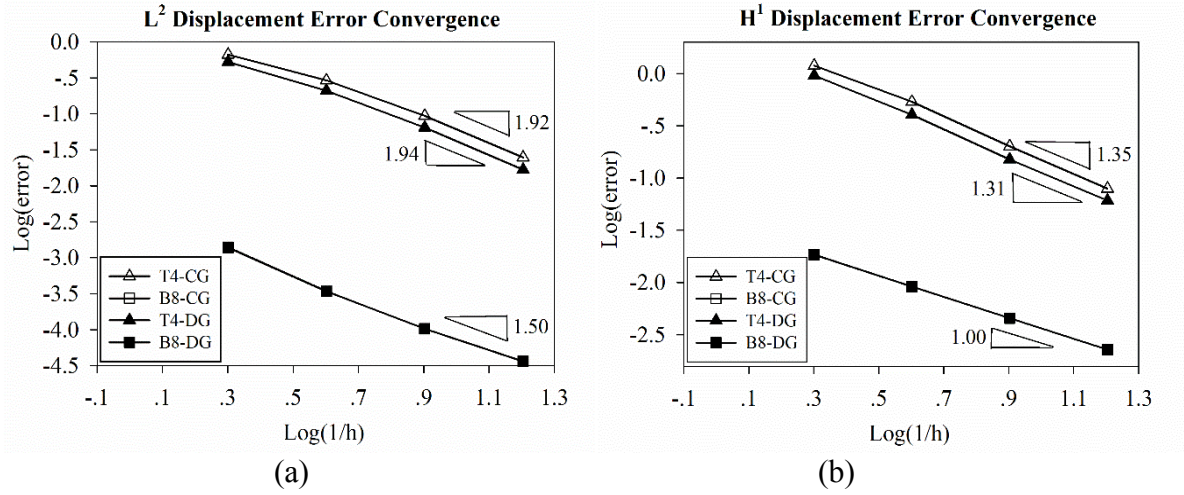 L² Displacement Error Convergence
0.0
-.5
-1.0
-1.5
-2.0
-2.5
-3.0
-3.5
-4.0
-4.5
Log(error)
1.92
1.94
1.50
T4-CG
B8-CG
T4-DG
B8-DG
-.1 .1 .3 .5 .7 .9 1.1 1.3
Log(1/h)
(a)
H¹ Displacement Error Convergence
0.0
-.5
-1.0
-1.5
-2.0
-2.5
Log(error)
1.35
1.31
1.00
T4-CG
B8-CG
T4-DG
B8-DG
-.1 .1 .3 .5 .7 .9 1.1 1.3
Log(1/h)
(b)